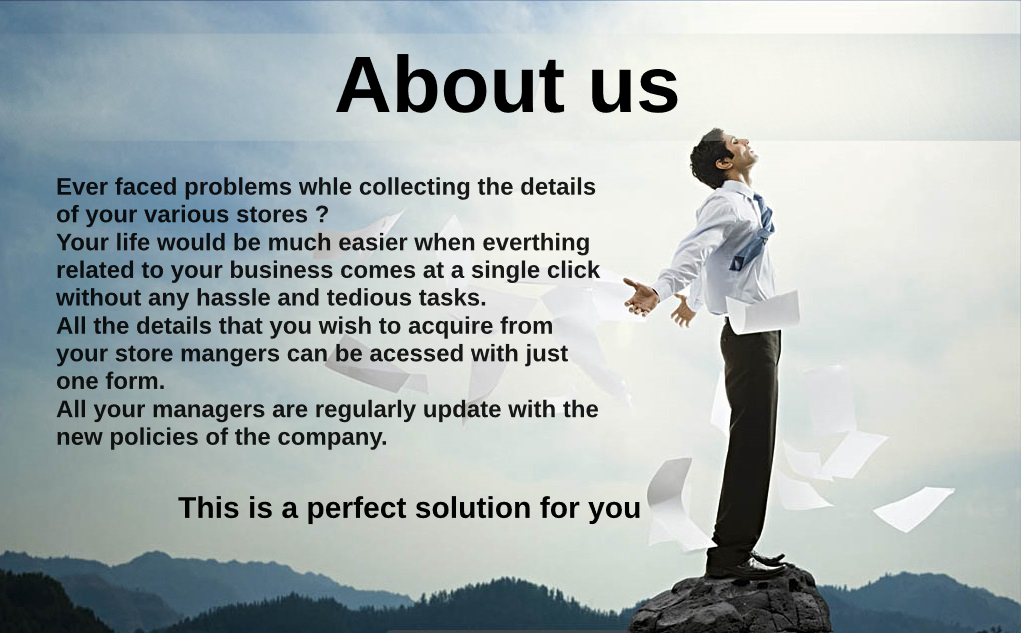 About us
Ever faced problems whle collecting the details
of your various stores ?
Your life would be much easier when everthing
related to your business comes at a single click
without any hassle and tedious tasks.
All the details that you wish to acquire from
your store mangers can be acessed with just
one form.
All your managers are regularly update with the
new policies of the company.
This is a perfect solution for you